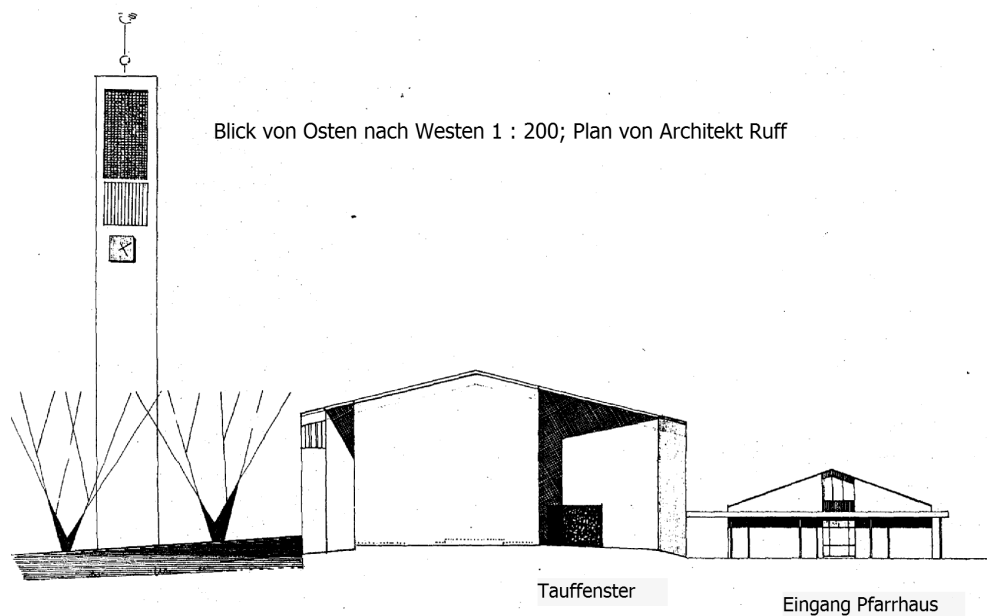 Blick von Osten nach Westen 1 : 200; Plan von Architekt Ruff
Tauffenster
Eingang Pfarrhaus